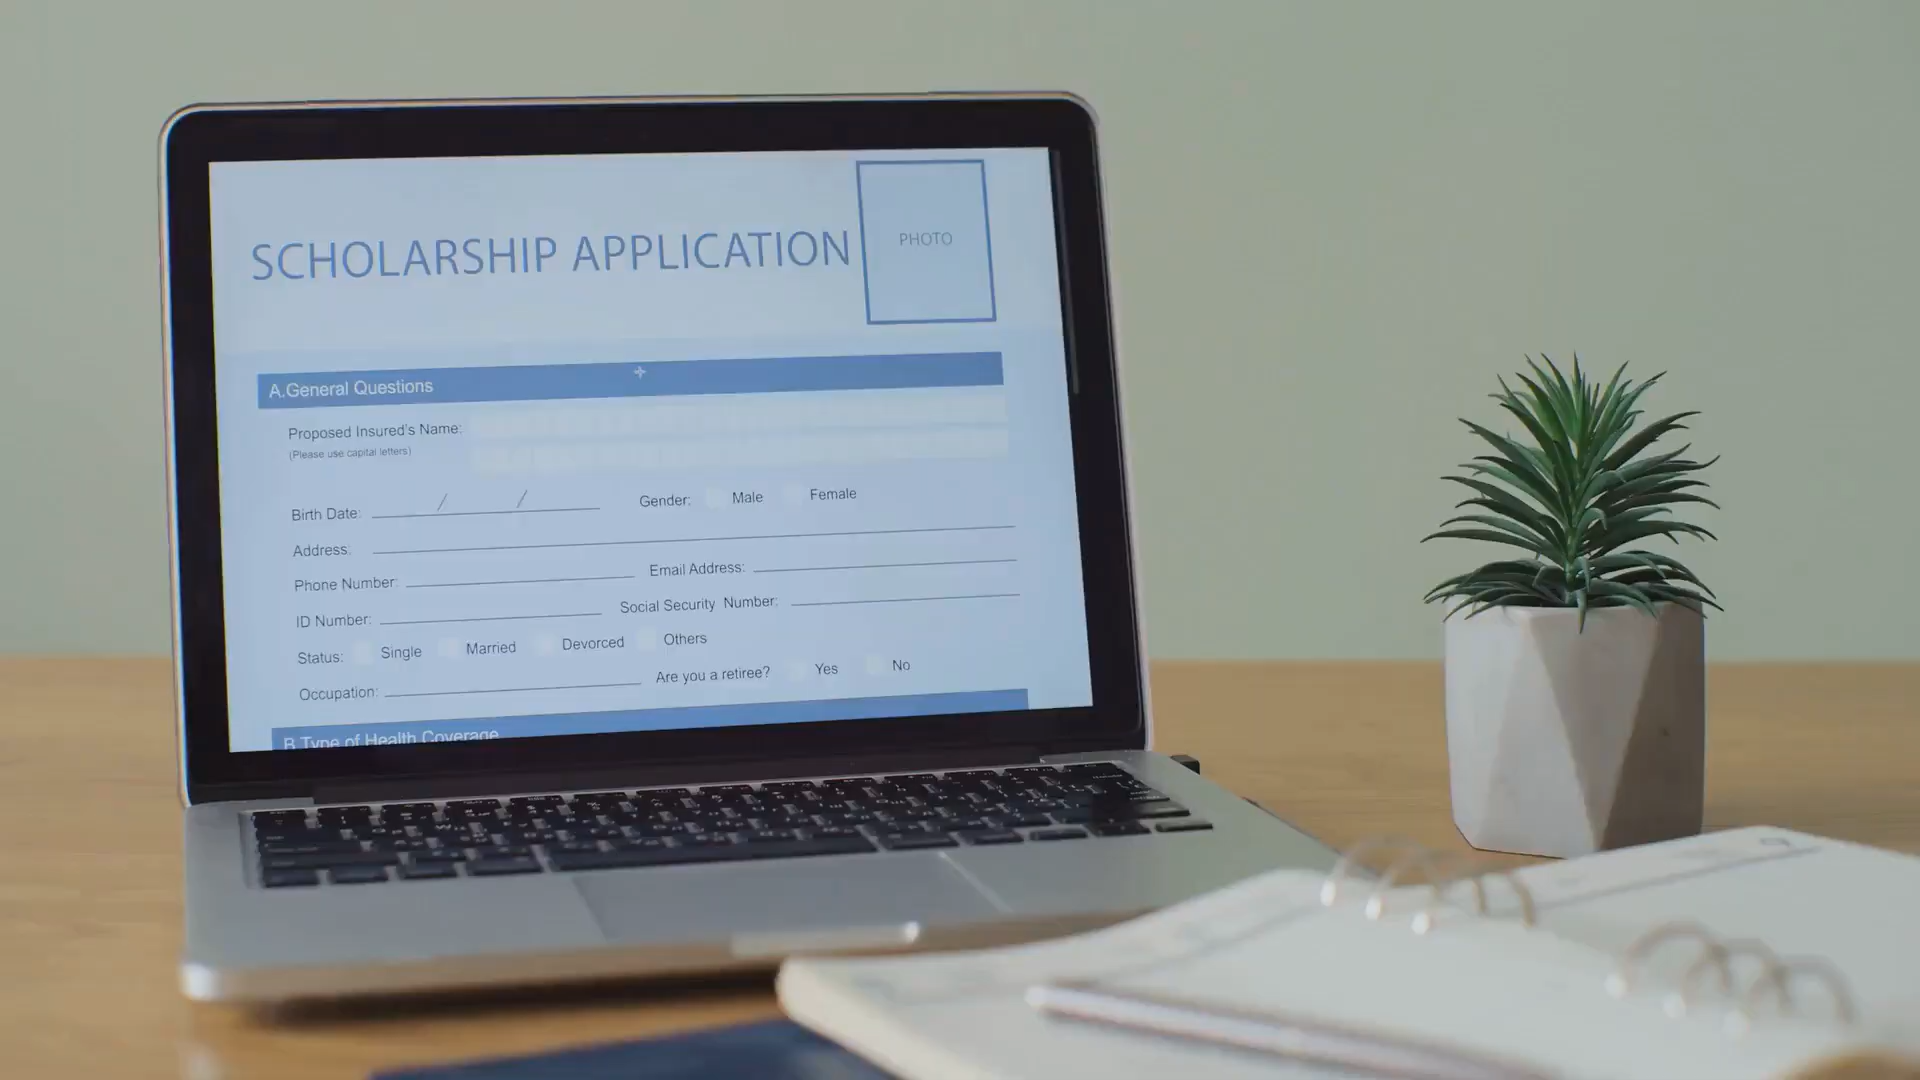 SCHOLARSHIP APPLICATION
PHOTO
A.General Questions
Proposed Insured's Name:
(Please use capital letters)
Birth Date: / / Gender: Male Female
Address:
Phone Number: Email Address:
ID Number: Social Security Number:
Status: Single Married Devorced Others
Occupation: Are you a retiree? Yes No
B.Type of Health Coverage